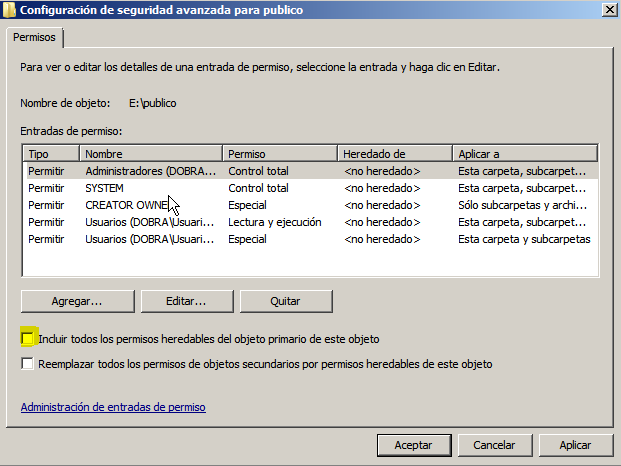 Configuración de seguridad avanzada para publico
Permisos
Para ver o editar los detalles de una entrada de permiso, seleccione la entrada y haga clic en Editar.
Nombre de objeto: E:\publico
Entradas de permiso:
Tipo Nombre Permiso Heredado de Aplicar a
Permitir Administradores (DOBRA... Control total <no heredado> Esta carpeta, subcarpet...
Permitir SYSTEM Control total <no heredado> Esta carpeta, subcarpet...
Permitir CREATOR OWNE Especial <no heredado> Sólo subcarpetas y archi...
Permitir Usuarios (DOBRA\Usuari... Lectura y ejecución <no heredado> Esta carpeta, subcarpet...
Permitir Usuarios (DOBRA\Usuari... Especial <no heredado> Esta carpeta y subcarpetas
Agregar... Editar... Quitar
Incluir todos los permisos heredables del objeto primario de este objeto
Reemplazar todos los permisos de objetos secundarios por permisos heredables de este objeto
Administración de entradas de permiso
Aceptar Cancelar Aplicar